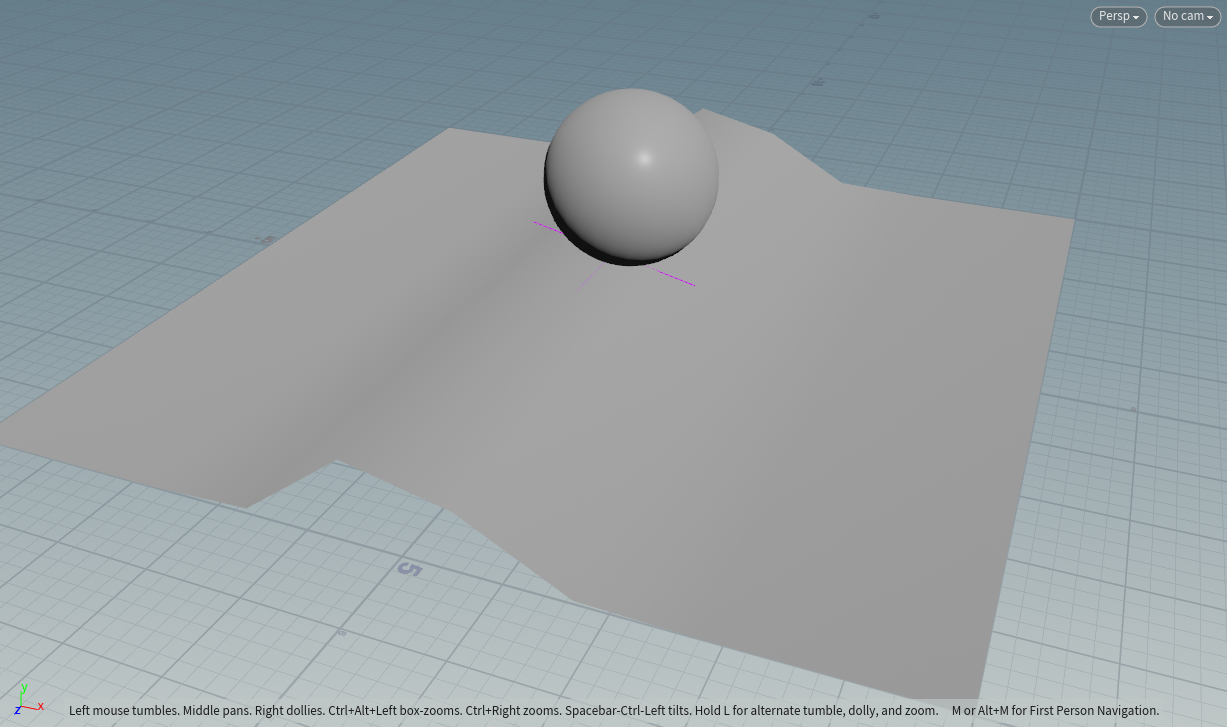 Persp
No cam
5
y
z
x
Left mouse tumbles. Middle pans. Right dollies. Ctrl+Alt+Left box-zooms. Ctrl+Right zooms. Spacebar-Ctrl-Left tilts. Hold L for alternate tumble, dolly, and zoom. M or Alt+M for First Person Navigation.